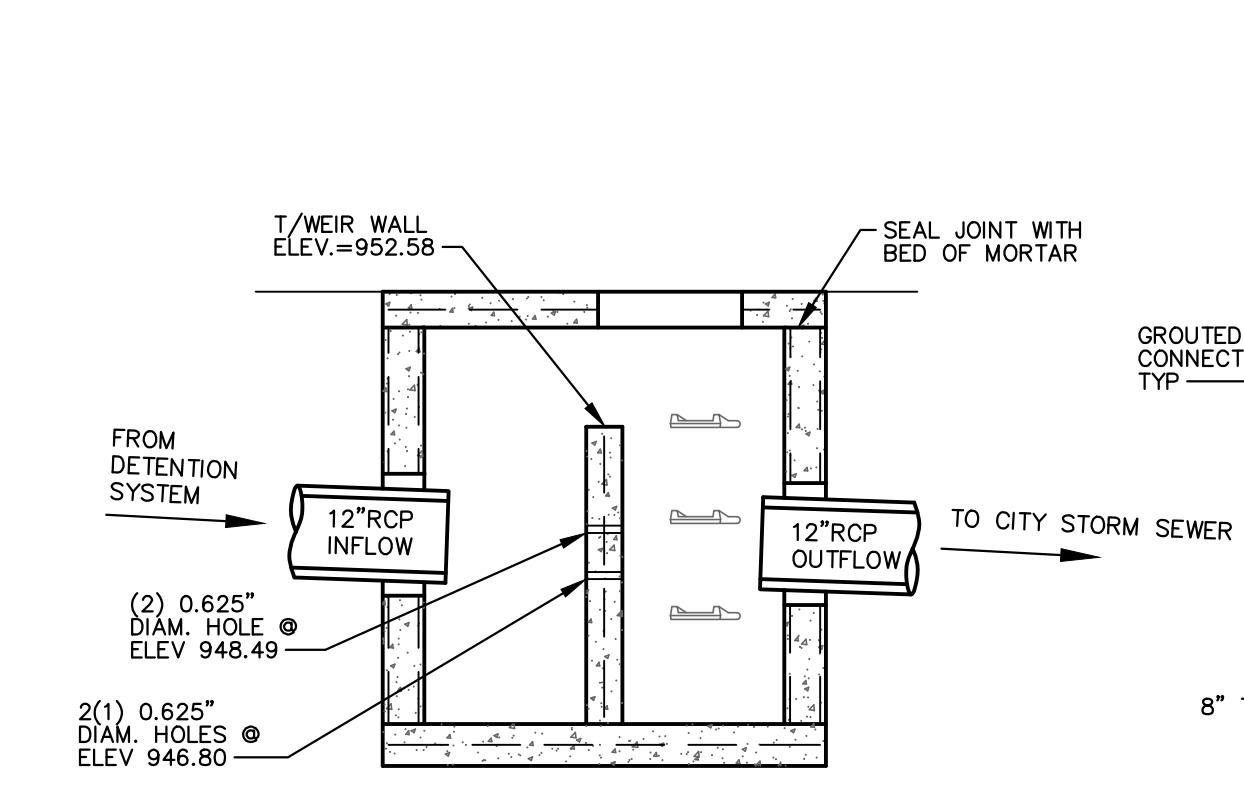 T/WEIR WALL
ELEV.=952.58
SEAL JOINT WITH
BED OF MORTAR
GROUTED
CONNECT
TYP
FROM
DETENTION
SYSTEM
12"RCP
INFLOW
12"RCP
OUTFLOW
TO CITY STORM SEWER
(2) 0.625"
DIAM. HOLE @
ELEV 948.49
2(1) 0.625"
DIAM. HOLES @
ELEV 946.80
8"